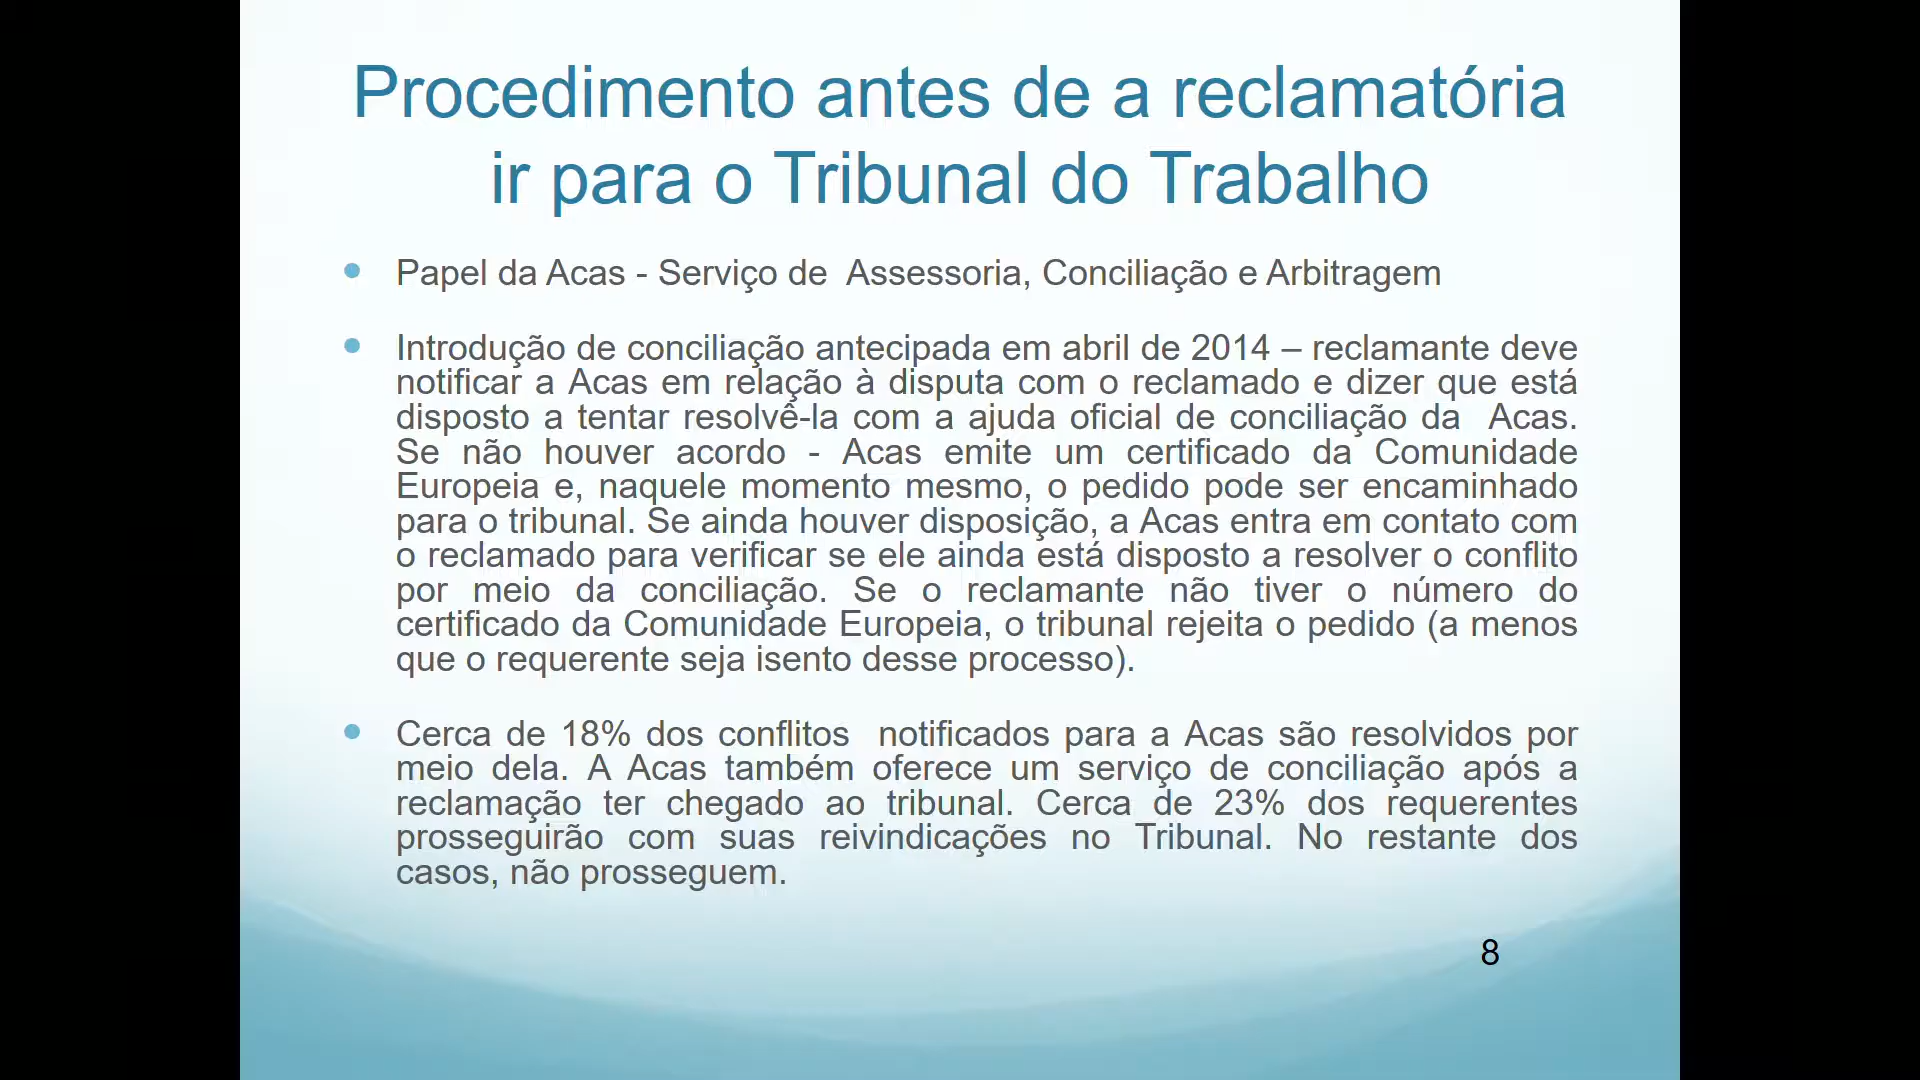 Procedimento antes de a reclamatória
ir para o Tribunal do Trabalho
• Papel da Acas - Serviço de  Assessoria, Conciliação e Arbitragem
• Introdução de conciliação antecipada em abril de 2014 – reclamante deve
notificar a Acas em relação à disputa com o reclamado e dizer que está
disposto a tentar resolvê-la com a ajuda oficial de conciliação da  Acas.
Se não houver acordo - Acas emite um certificado da Comunidade
Europeia e, naquele momento mesmo, o pedido pode ser encaminhado
para o tribunal. Se ainda houver disposição, a Acas entra em contato com
o reclamado para verificar se ele ainda está disposto a resolver o conflito
por meio da conciliação. Se o reclamante não tiver o número do
certificado da Comunidade Europeia, o tribunal rejeita o pedido (a menos
que o requerente seja isento desse processo).
• Cerca de 18% dos conflitos  notificados para a Acas são resolvidos por
meio dela. A Acas também oferece um serviço de conciliação após a
reclamação ter chegado ao tribunal. Cerca de 23% dos requerentes
prosseguirão com suas reivindicações no Tribunal. No restante dos
casos, não prosseguem.
8